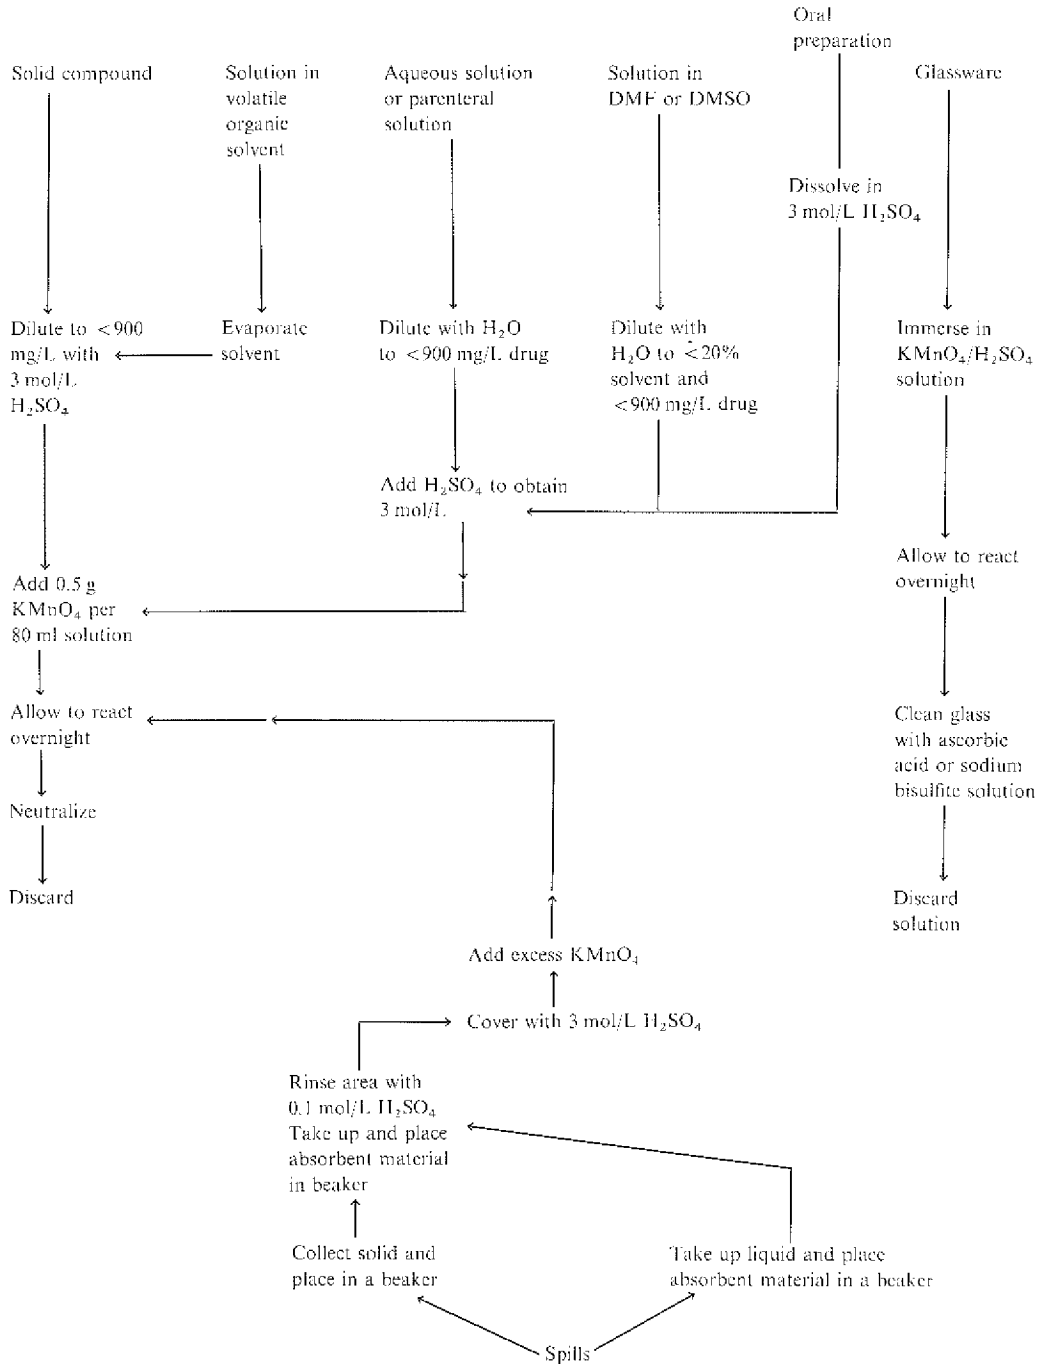 Oral
preparation
Solid compound
Solution in
volatile
organic
solvent
Aqueous solution
or parenteral
solution
Solution in
DMF or DMSO
Glassware
Dissolve in
3 mol/L H₂SO₄
Dilute to <900
mg/L with
3 mol/L
H₂SO₄
Evaporate
solvent
Dilute with H₂O
to <900 mg/L drug
Dilute with
H₂O to <20%
solvent and
<900 mg/L drug
Immerse in
KMnO₄/H₂SO₄
solution
Add H₂SO₄ to obtain
3 mol/L
Allow to react
overnight
Add 0.5 g
KMnO₄ per
80 ml solution
Allow to react
overnight
Clean glass
with ascorbic
acid or sodium
bisulfite solution
Neutralize
Discard
Discard
solution
Add excess KMnO₄
Cover with 3 mol/L H₂SO₄
Rinse area with
0.1 mol/L H₂SO₄
Take up and place
absorbent material
in beaker
Collect solid and
place in a beaker
Take up liquid and place
absorbent material in a beaker
Spills